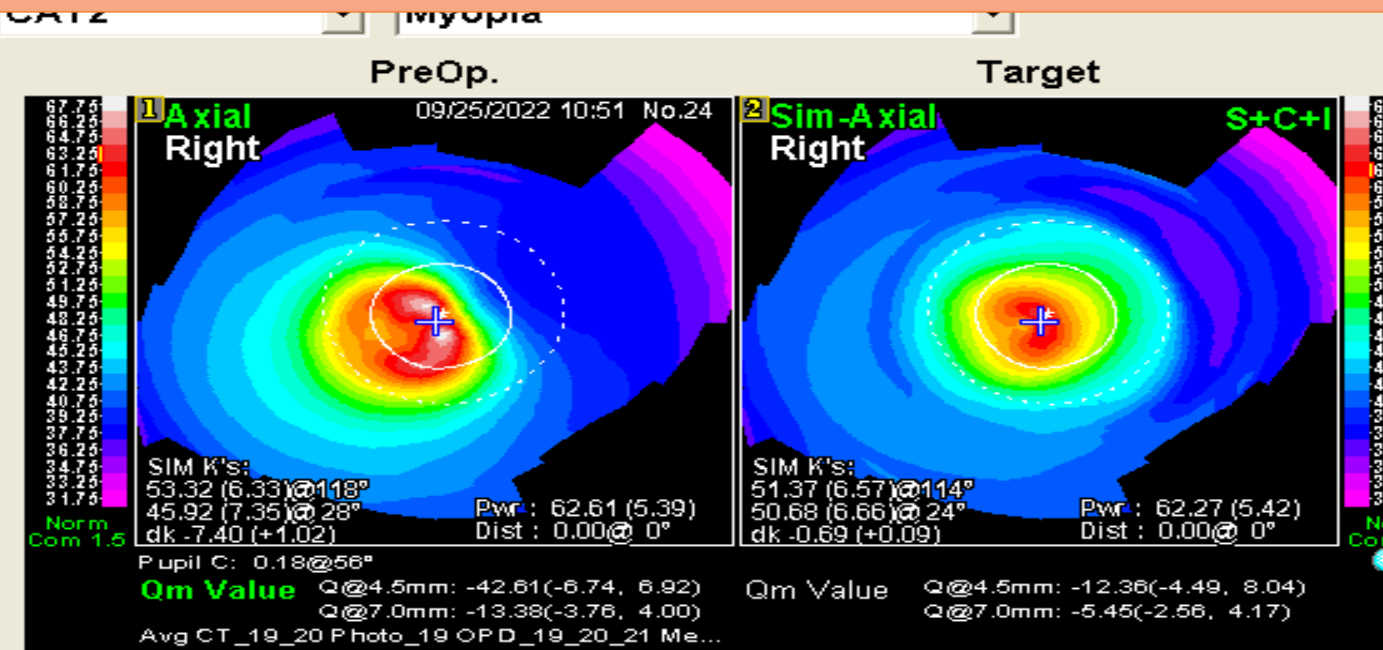 CAT2 Myopia
PreOp. Target
67.75
66.25
64.75
63.25
61.75
60.25
58.75
57.25
55.75
54.25
52.75
51.25
49.75
48.25
46.75
45.25
43.75
42.25
40.75
39.25
37.75
36.25
34.75
33.25
31.75
Norm
Com 1.5
1 Axial 09/25/2022 10:51 No.24
Right
SIM K's:
53.32 (6.33)@118°
45.92 (7.35)@ 28° Pwr : 62.61 (5.39)
dk -7.40 (+1.02) Dist : 0.00@ 0°
2 Sim-Axial S+C+I
Right
SIM K's:
51.37 (6.57)@114°
50.68 (6.66)@ 24° Pwr : 62.27 (5.42)
dk -0.69 (+0.09) Dist : 0.00@ 0°
Pupil C: 0.18@56°
Qm Value Q@4.5mm: -42.61(-6.74, 6.92)
Q@7.0mm: -13.38(-3.76, 4.00)
Qm Value Q@4.5mm: -12.36(-4.49, 8.04)
Q@7.0mm: -5.45(-2.56, 4.17)
Avg CT_19_20 Photo_19 OPD_19_20_21 Me...